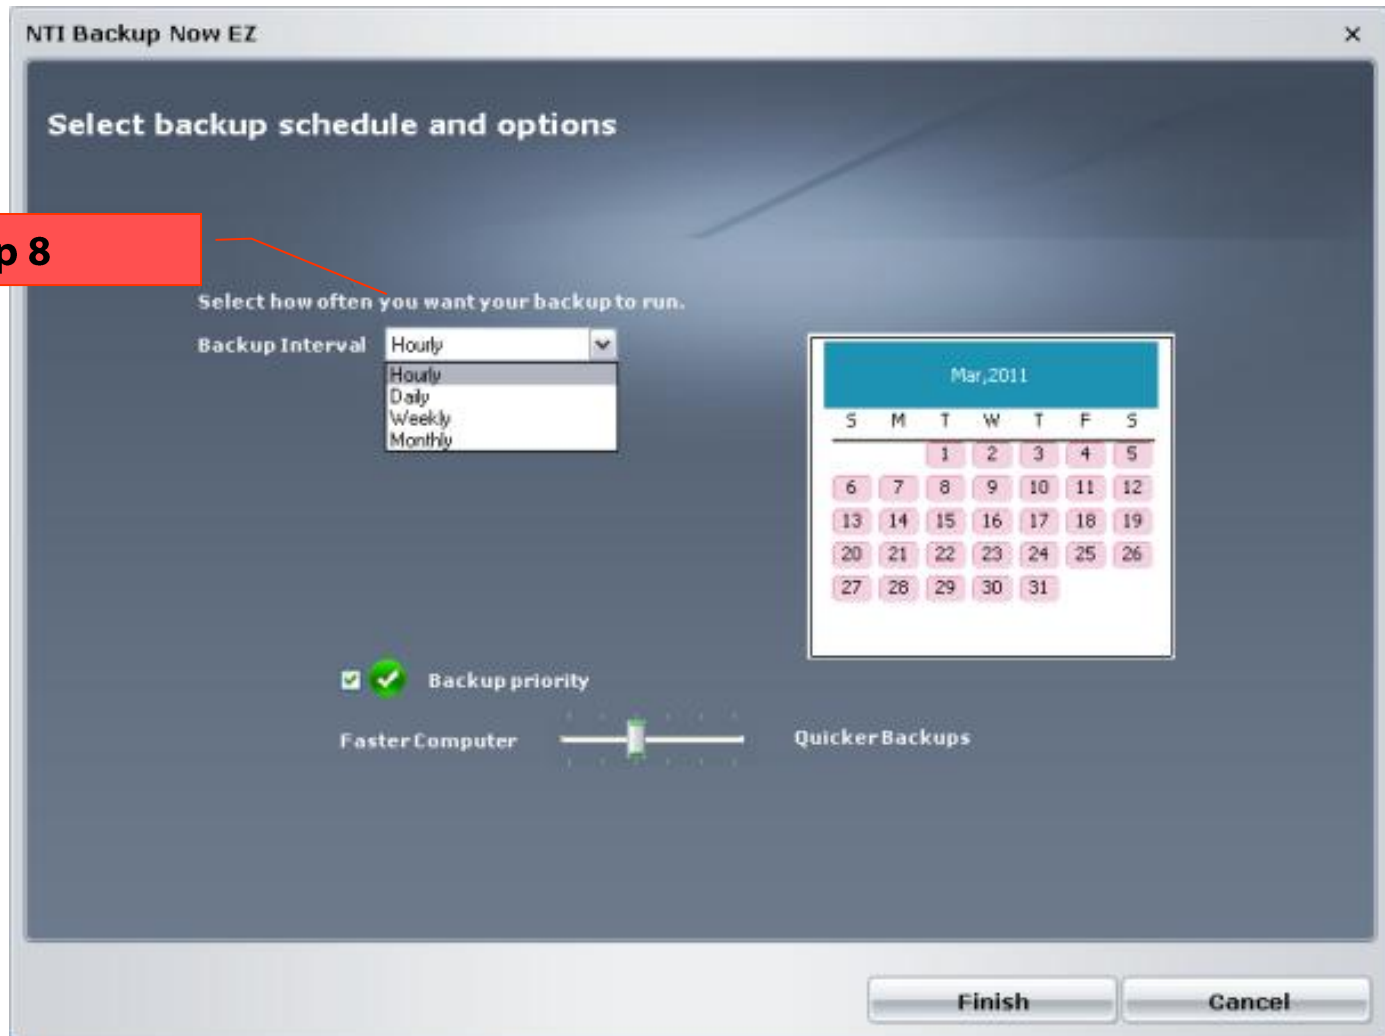 NTI Backup Now EZ
Select backup schedule and options
p 8
Select how often you want your backup to run.
Backup Interval Hourly
Hourly
Daily
Weekly
Monthly
Mar,2011
S M T W T F S
1 2 3 4 5
6 7 8 9 10 11 12
13 14 15 16 17 18 19
20 21 22 23 24 25 26
27 28 29 30 31
Backup priority
Faster Computer Quicker Backups
Finish Cancel